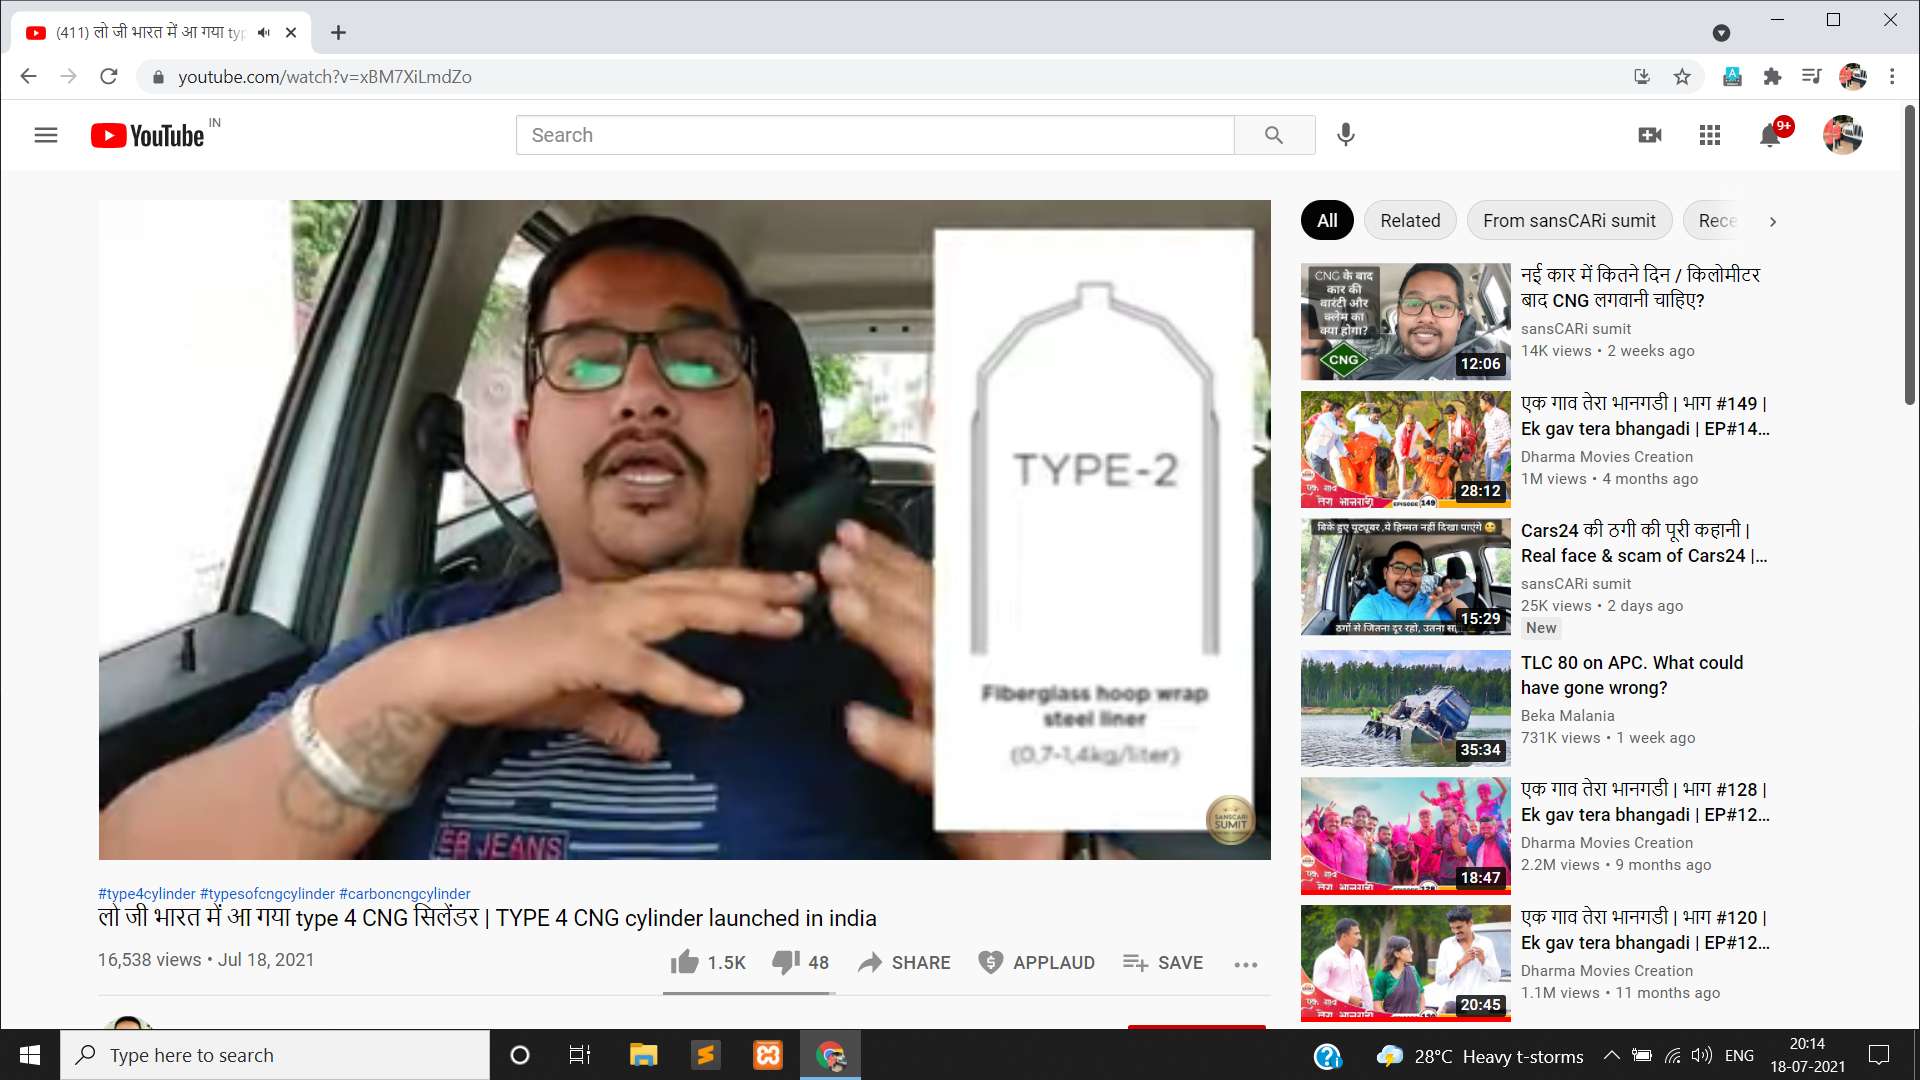 (411) लो जी भारत में आ गया typ
youtube.com/watch?v=xBM7XiLmdZo
YouTube IN
Search
9+
TYPE-2
Fiberglass hoop wrap
steel liner
(0,7-1,4kg/liter)
SANSCARI
SUMIT
EB JEANS
#type4cylinder #typesofcngcylinder #carboncngcylinder
लो जी भारत में आ गया type 4 CNG सिलेंडर | TYPE 4 CNG cylinder launched in india
16,538 views • Jul 18, 2021
1.5K 48 SHARE APPLAUD SAVE
All Related From sansCARi sumit Rece
CNG के बाद
कार की
वारंटी और
क्लेम का
क्या होगा?
CNG
12:06
नई कार में कितने दिन / किलोमीटर
बाद CNG लगवानी चाहिए?
sansCARi sumit
14K views • 2 weeks ago
EPISODE 149
28:12
एक गाव तेरा भानगडी | भाग #149 |
Ek gav tera bhangadi | EP#14...
Dharma Movies Creation
1M views • 4 months ago
बिके हुए यूट्यूबर ,ये हिम्मत नहीं दिखा पाएंगे
ठगों से जितना दूर रहो, उतना
15:29
Cars24 की ठगी की पूरी कहानी |
Real face & scam of Cars24 |...
sansCARi sumit
25K views • 2 days ago
New
35:34
TLC 80 on APC. What could
have gone wrong?
Beka Malania
731K views • 1 week ago
18:47
एक गाव तेरा भानगडी | भाग #128 |
Ek gav tera bhangadi | EP#12...
Dharma Movies Creation
2.2M views • 9 months ago
20:45
एक गाव तेरा भानगडी | भाग #120 |
Ek gav tera bhangadi | EP#12...
Dharma Movies Creation
1.1M views • 11 months ago
Type here to search
28°C Heavy t-storms
ENG
20:14
18-07-2021